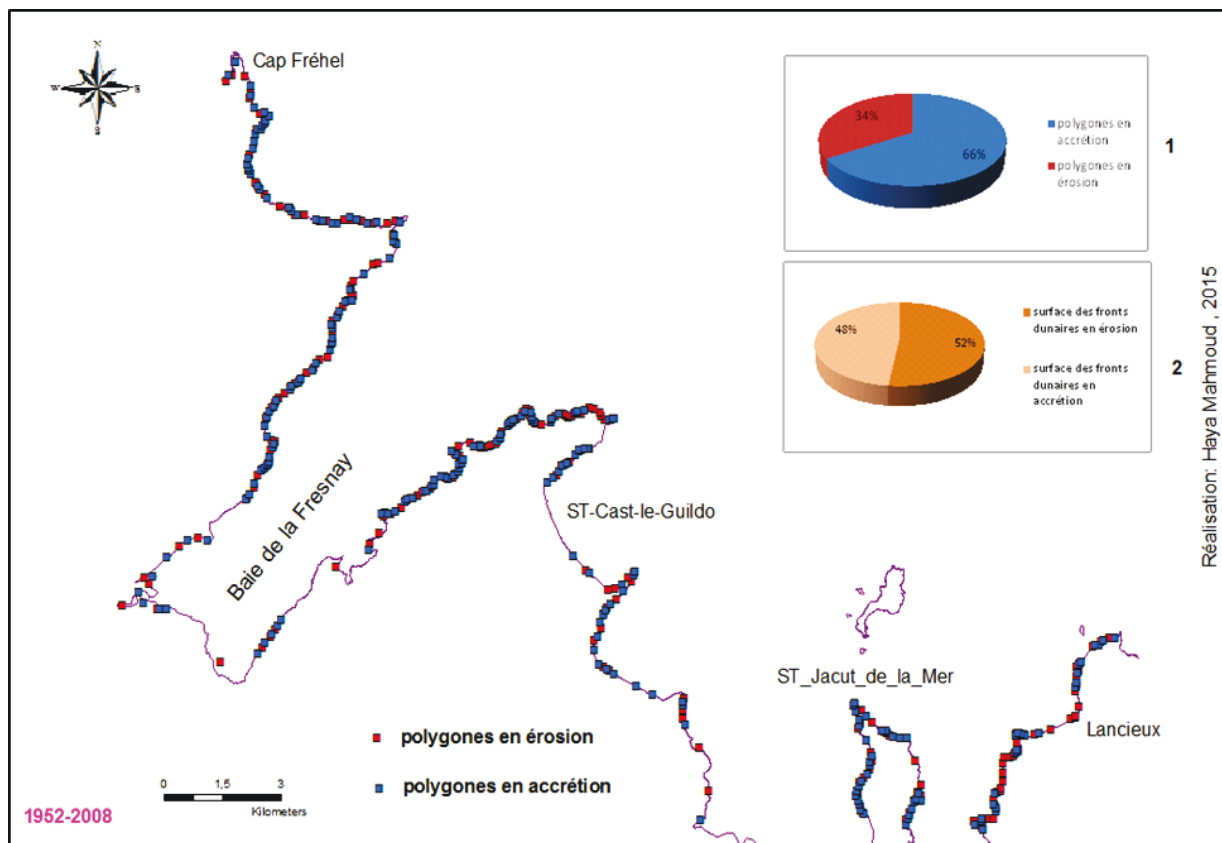 N
W
E
S
Cap Fréhel
34%
66%
polygones en
accrétion
polygones en
érosion
1
48%
52%
surface des fronts
dunaires en érosion
surface des fronts
dunaires en
accrétion
2
Réalisation: Haya Mahmoud , 2015
Baie de la Fresnay
ST-Cast-le-Guildo
ST_Jacut_de_la_Mer
Lancieux
polygones en érosion
polygones en accrétion
0 1,5 3
Kilometers
1952-2008